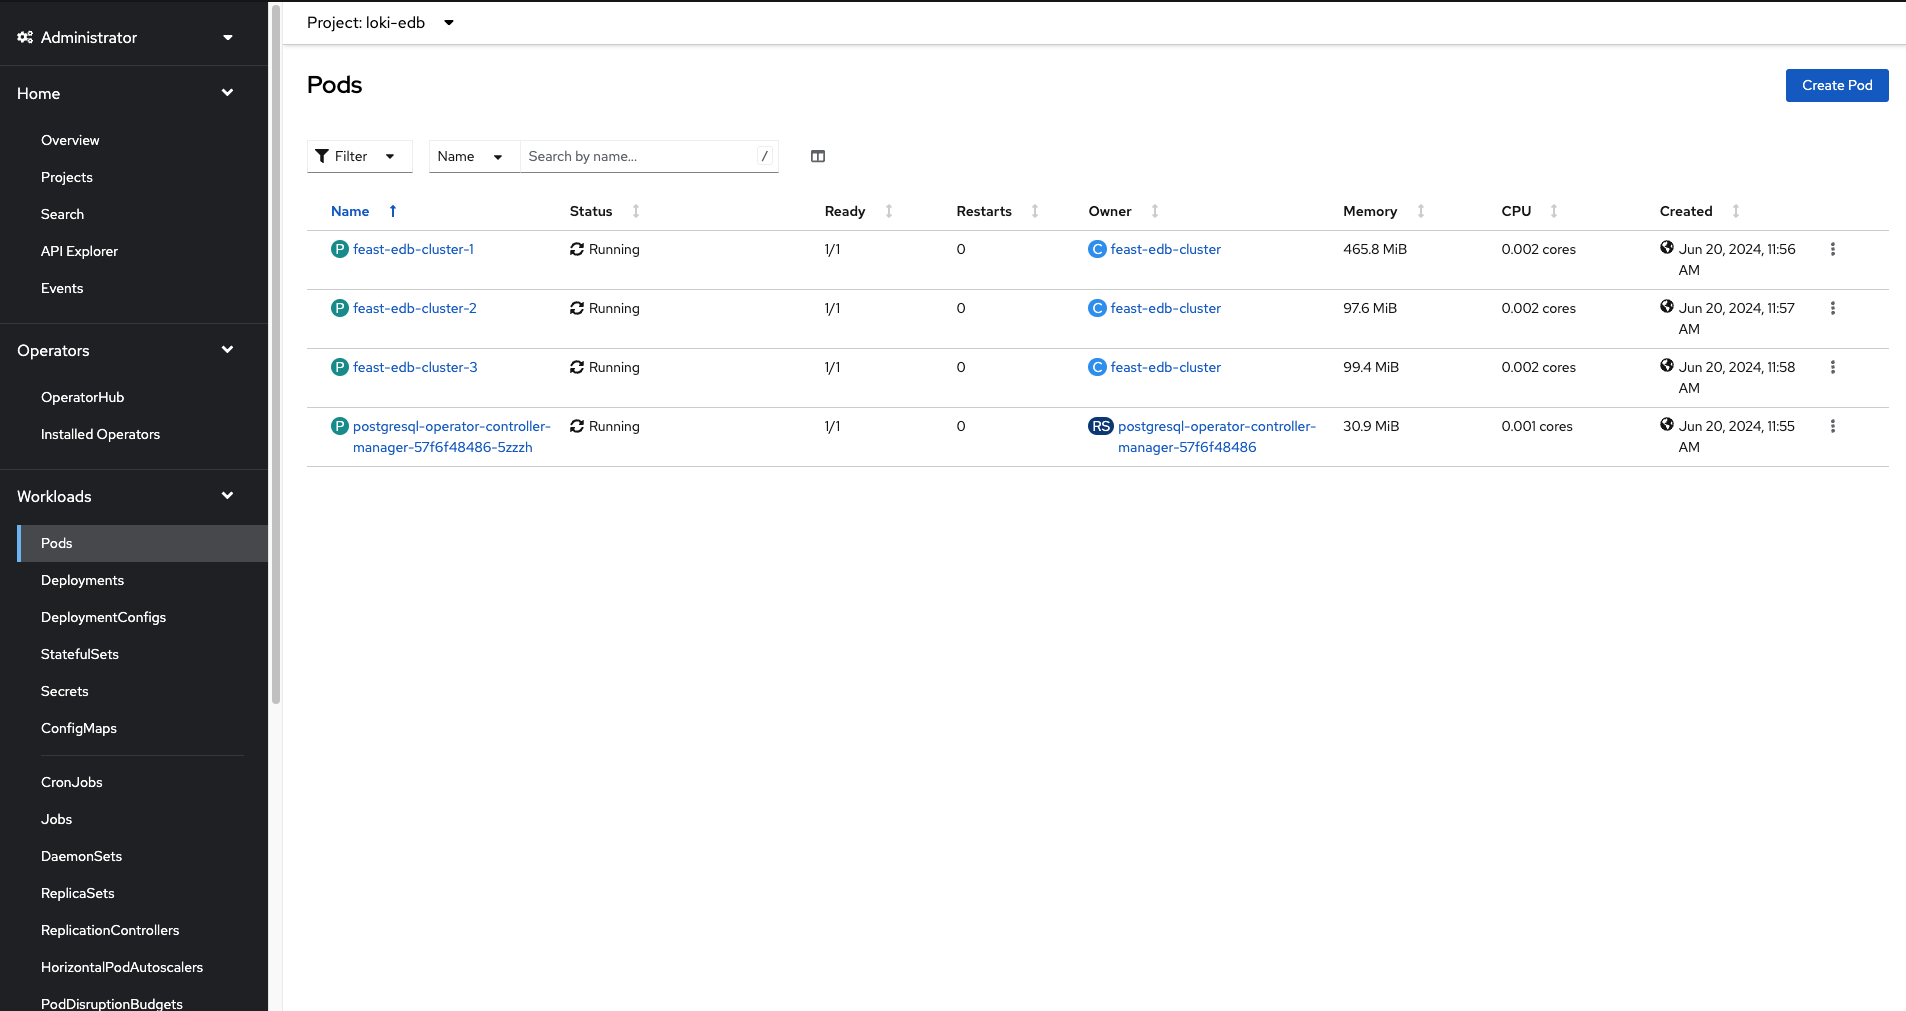 Administrator
Home
Overview
Projects
Search
API Explorer
Events
Operators
OperatorHub
Installed Operators
Workloads
Pods
Deployments
DeploymentConfigs
StatefulSets
Secrets
ConfigMaps
CronJobs
Jobs
DaemonSets
ReplicaSets
ReplicationControllers
HorizontalPodAutoscalers
PodDisruptionBudgets
Project: loki-edb
Pods
Create Pod
Filter
Name
Search by name...
/
Name Status Ready Restarts Owner Memory CPU Created
P feast-edb-cluster-1 Running 1/1 0 C feast-edb-cluster 465.8 MiB 0.002 cores Jun 20, 2024, 11:56
AM
P feast-edb-cluster-2 Running 1/1 0 C feast-edb-cluster 97.6 MiB 0.002 cores Jun 20, 2024, 11:57
AM
P feast-edb-cluster-3 Running 1/1 0 C feast-edb-cluster 99.4 MiB 0.002 cores Jun 20, 2024, 11:58
AM
P postgresql-operator-controller- Running 1/1 0 RS postgresql-operator-controller- 30.9 MiB 0.001 cores Jun 20, 2024, 11:55
manager-57f6f48486-5zzzh manager-57f6f48486 AM